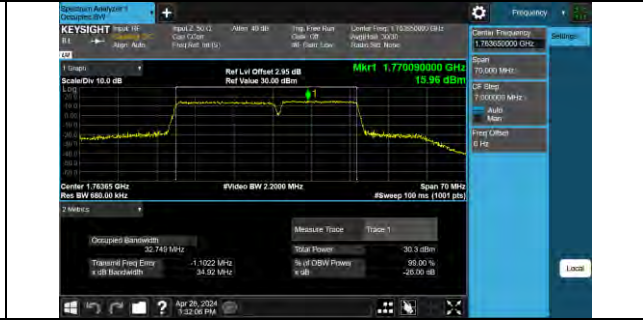 Spectrum Analyzer 1
Occupied BW
Frequency
KEYSIGHT Input: RF
Align: Auto
Input Z: 50 Ω
Atten: 40 dB
Trig: Free Run
Center Freq: 1.763650000 GHz
Radio Std: None
Center Frequency
1.763650000 GHz
Settings
Span
70.000 MHz
CF Step
7.000000 MHz
Auto
Man
Freq Offset
0 Hz
1 Graph
Scale/Div 10.0 dB
Ref Lvl Offset 2.95 dB
Ref Value 30.00 dBm
Mkr1 1.770090000 GHz
15.96 dBm
Log
1
Center 1.76365 GHz
Res BW 680.00 kHz
#Video BW 2.2000 MHz
Span 70 MHz
#Sweep 100 ms (1001 pts)
2 Metrics
Measure Trace
Trace 1
Occupied Bandwidth
32.740 MHz
Total Power
30.3 dBm
Transmit Freq Error
-1.1022 MHz
% of OBW Power
99.00 %
x dB Bandwidth
34.92 MHz
x dB
-26.00 dB
Local
Apr 26, 2024
1:32:06 PM